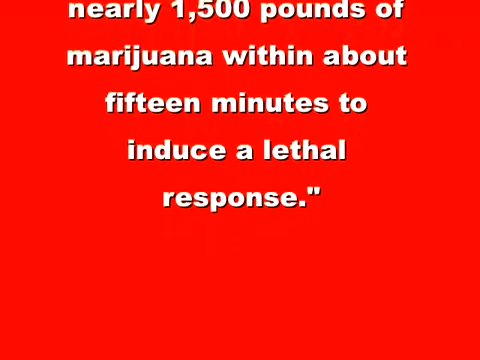 nearly 1,500 pounds of
marijuana within about
fifteen minutes to
induce a lethal
response."